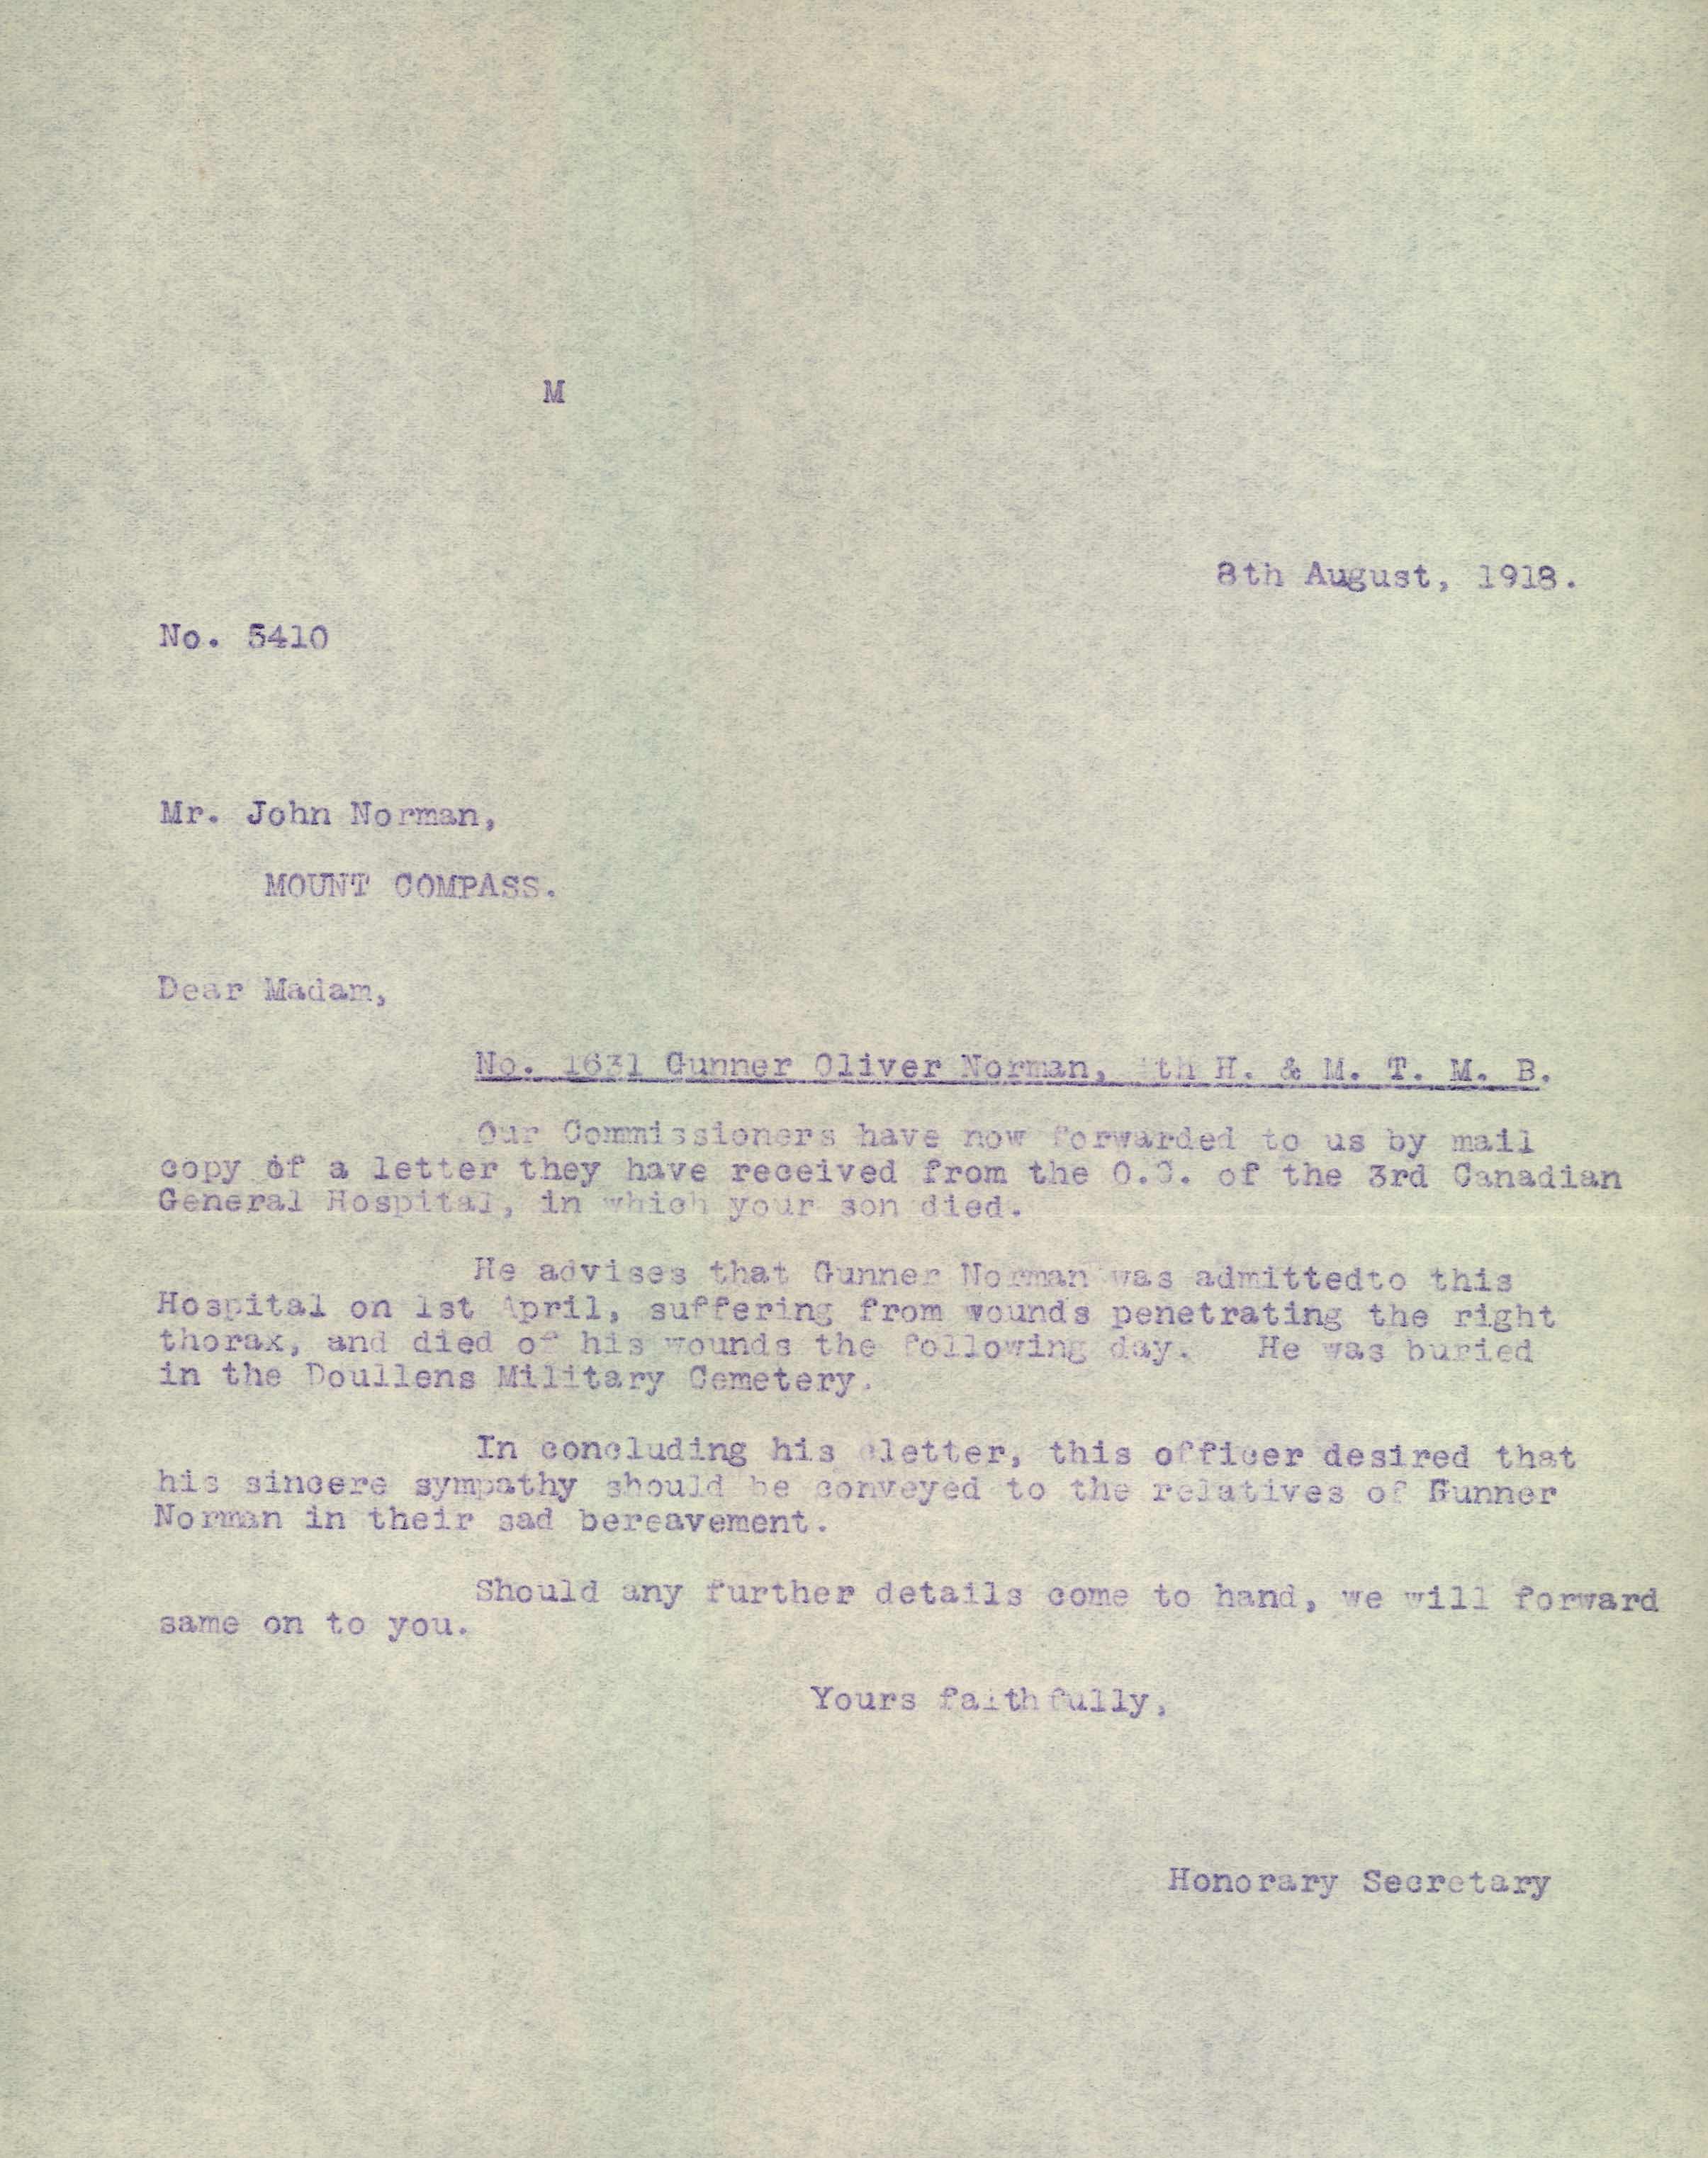 M
8th August, 1918.
No. 5410
Mr. John Norman,
MOUNT COMPASS.
Dear Madam,
No. 1631 Gunner Oliver Norman, th H. & M. T. M. B.
Our Commissioners have now forwarded to us by mail
copy of a letter they have received from the O.C. of the 3rd Canadian
General Hospital, in which your son died.
He advises that Gunner Norman was admittedto this
Hospital on 1st April, suffering from wounds penetrating the right
thorax, and died of his wounds the following day. He was buried
in the Doullens Military Cemetery.
In concluding his letter, this officer desired that
his sincere sympathy should be conveyed to the relatives of Gunner
Norman in their sad bereavement.
Should any further details come to hand, we will forward
same on to you.
Yours faithfully,
Honorary Secretary